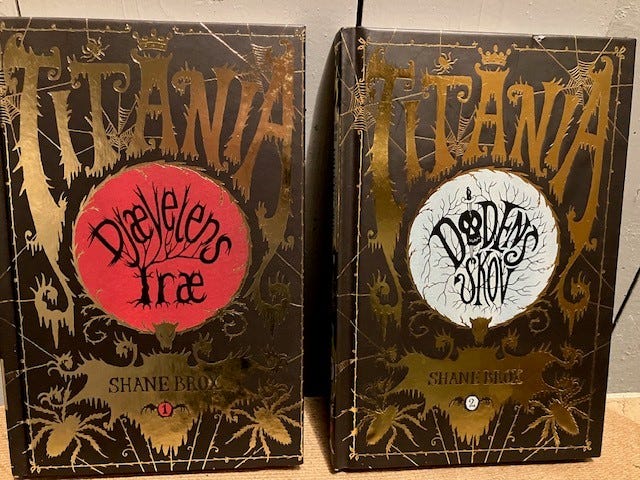 TITANIA
Djævelens
Træ
SHANE BROX
1
TITANIA
DØDENS
SKOV
SHANE BROX
2